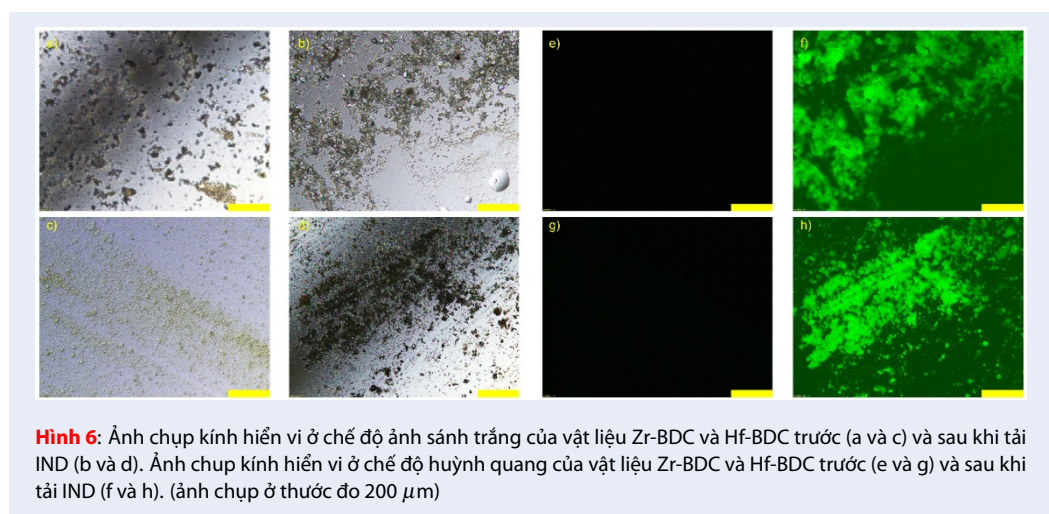 a)
b)
e)
f)
c)
d)
g)
h)
Hình 6: Ảnh chụp kính hiển vi ở chế độ ảnh sánh trắng của vật liệu Zr-BDC và Hf-BDC trước (a và c) và sau khi tải
IND (b và d). Ảnh chup kính hiển vi ở chế độ huỳnh quang của vật liệu Zr-BDC và Hf-BDC trước (e và g) và sau khi
tải IND (f và h). (ảnh chụp ở thước đo 200 μm)